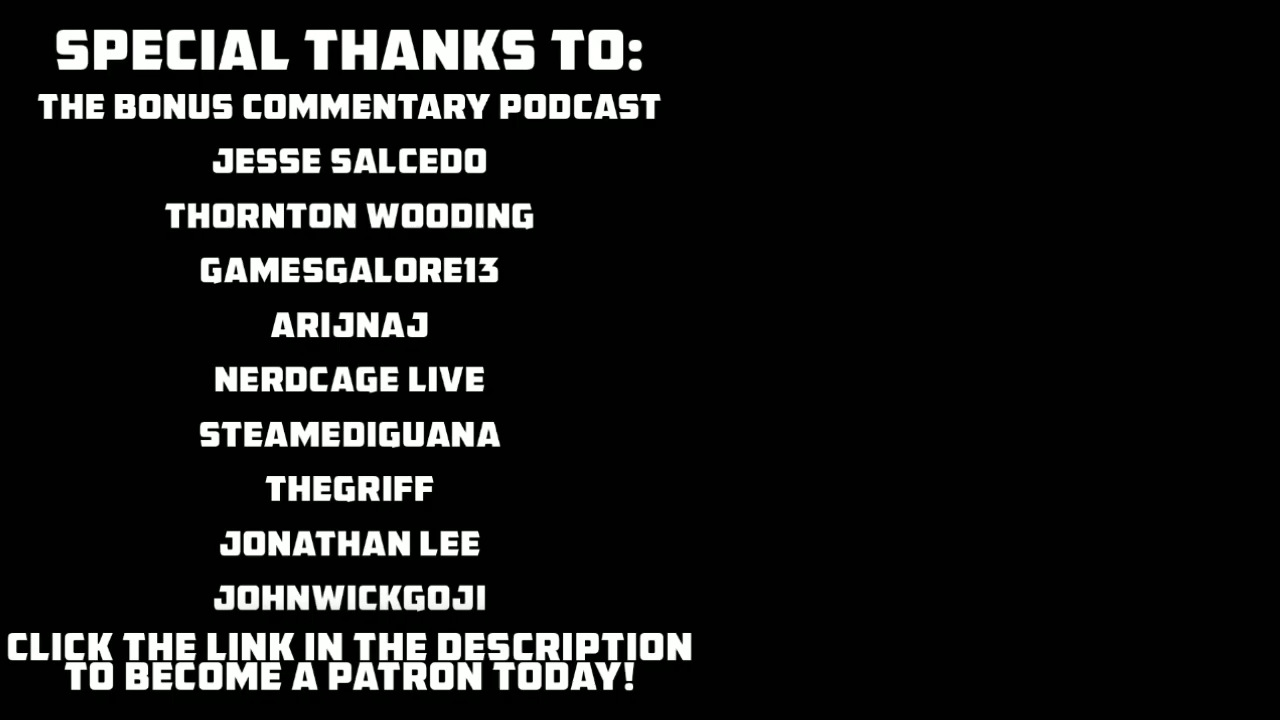 SPECIAL THANKS TO:
THE BONUS COMMENTARY PODCAST
JESSE SALCEDO
THORNTON WOODING
GAMESGALORE13
ARIJNAJ
NERDCAGE LIVE
STEAMEDIGUANA
THEGRIFF
JONATHAN LEE
JOHNWICKGOJI
CLICK THE LINK IN THE DESCRIPTION
TO BECOME A PATRON TODAY!